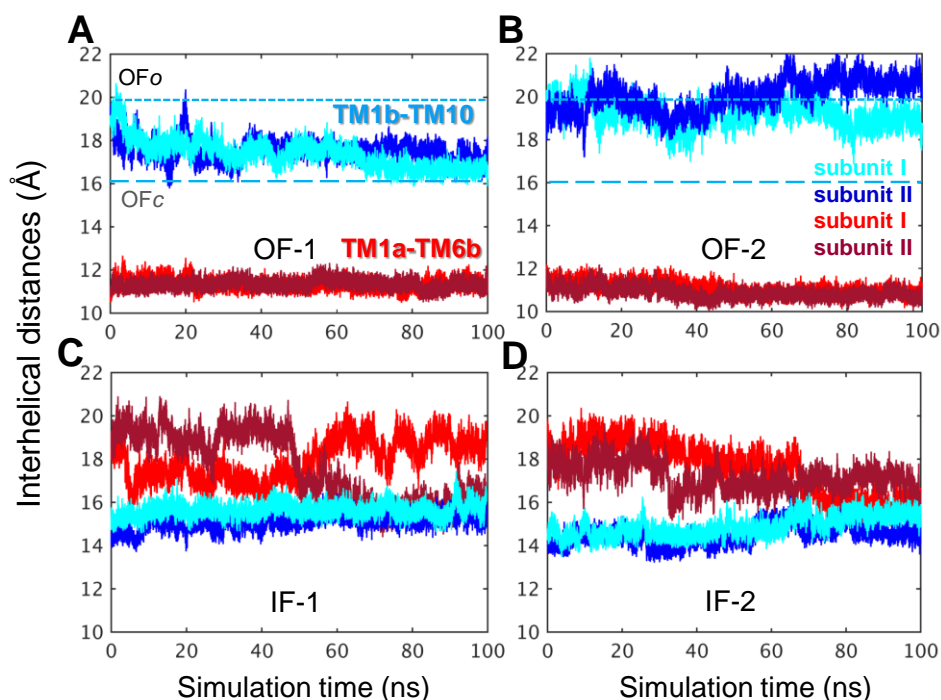 Interhelical distances (Å)
A
22
20
18
16
14
12
10
OFo
TM1b-TM10
OFc
OF-1
TM1a-TM6b
0 20 40 60 80 100
B
22
20
18
16
14
12
10
subunit I
subunit II
subunit I
subunit II
OF-2
0 20 40 60 80 100
C
22
20
18
16
14
12
10
IF-1
0 20 40 60 80 100
Simulation time (ns)
D
22
20
18
16
14
12
10
IF-2
0 20 40 60 80 100
Simulation time (ns)